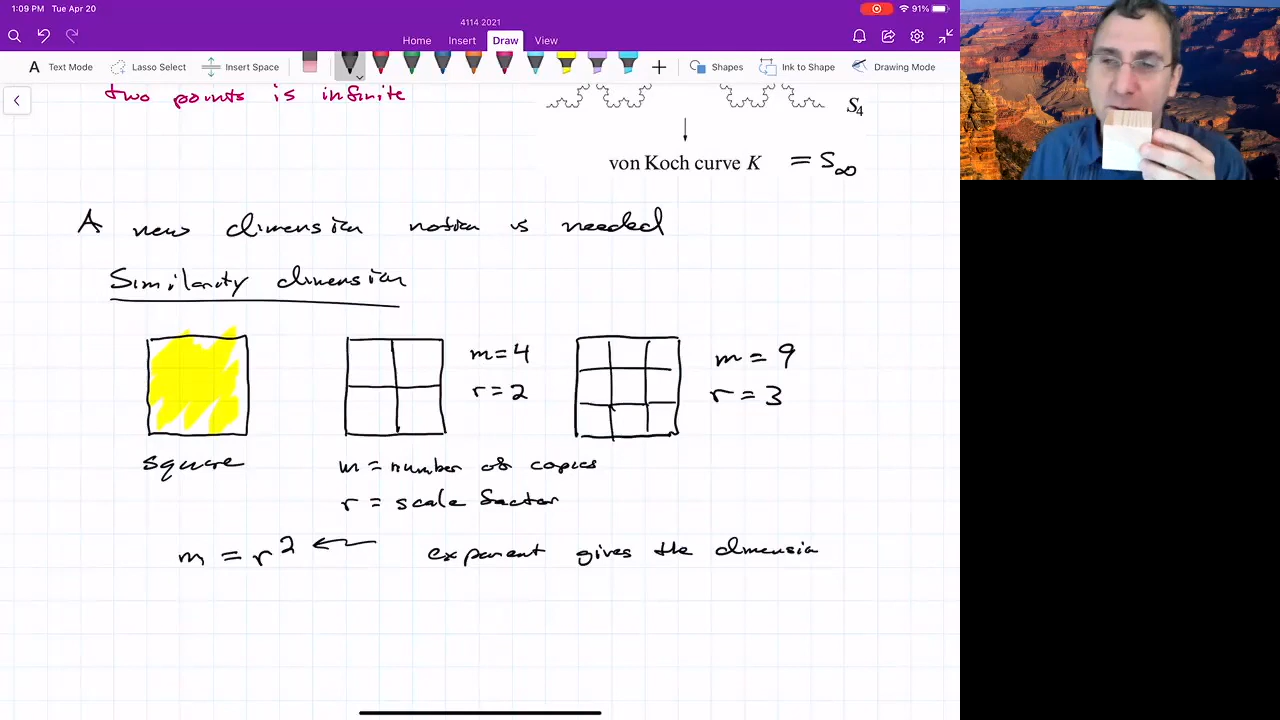 1:09 PM Tue Apr 20
91%
4114 2021
Home Insert Draw View
A Text Mode Lasso Select Insert Space Shapes Ink to Shape Drawing Mode
two points is infinite
S4
von Koch curve K = S∞
A new dimension notion is needed
Similarity dimension
m = 4
r = 2
m = 9
r = 3
square
m = number of copies
r = scale factor
m = r² ← exponent gives the dimension